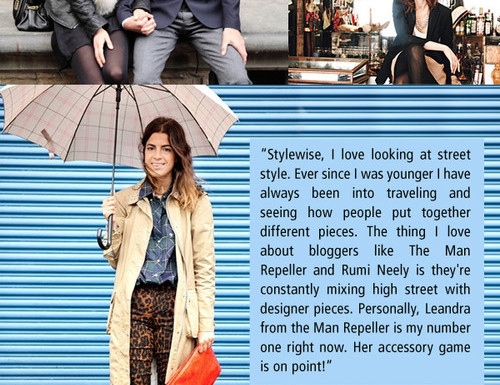 “Stylewise, I love looking at street
style. Ever since I was younger I have
always been into traveling and
seeing how people put together
different pieces. The thing I love
about bloggers like The Man
Repeller and Rumi Neely is they're
constantly mixing high street with
designer pieces. Personally, Leandra
from the Man Repeller is my number
one right now. Her accessory game
is on point!”